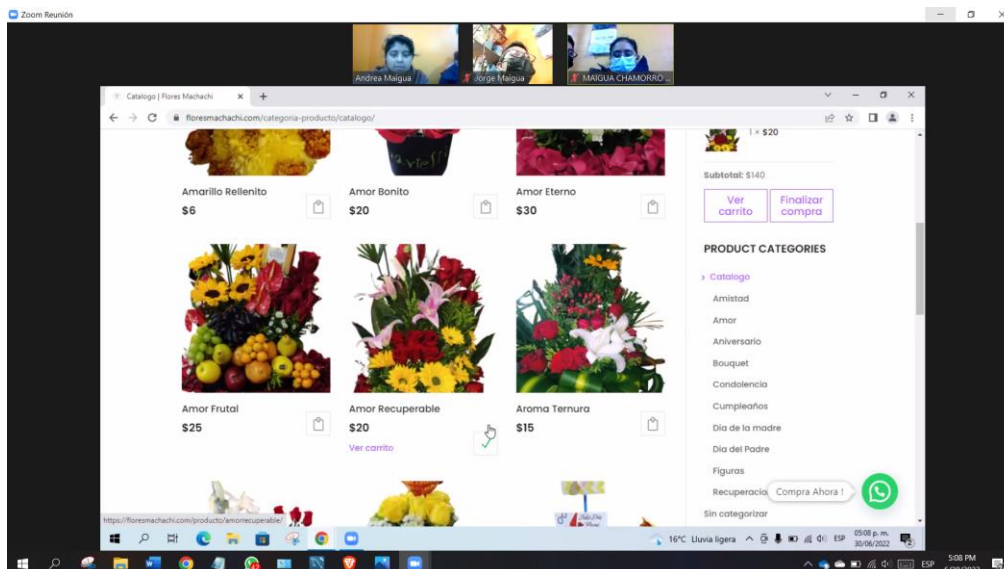 Zoom Reunión
Andrea Maigua
Jorge Maigua
MAIGUA CHAMORRO ...
Catalogo | Flores Machachi
floresmachachi.com/categoria-producto/catalogo/
1 × $20
Subtotal: $140
Ver carrito
Finalizar compra
Amarillo Rellenito
$6
Amor Bonito
$20
Amor Eterno
$30
PRODUCT CATEGORIES
Catalogo
Amistad
Amor
Aniversario
Bouquet
Condolencia
Cumpleaños
Dia de la madre
Dia del Padre
Figuras
Recuperacio
Sin categorizar
Amor Frutal
$25
Amor Recuperable
$20
Ver carrito
Aroma Ternura
$15
Compra Ahora !
https://floresmachachi.com/producto/amorrecuperable/
16°C Lluvia ligera
ESP
05:08 p. m.
30/06/2022
ESP
5:08 PM